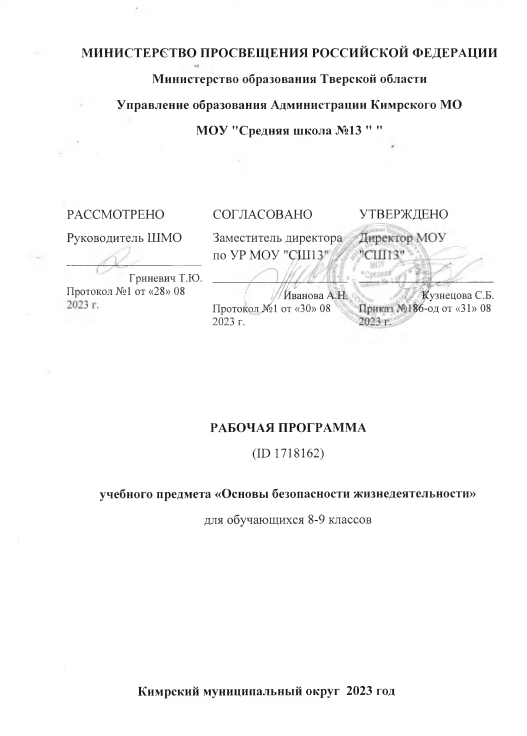 МИНИСТЕРСТВО ПРОСВЕЩЕНИЯ РОССИЙСКОЙ ФЕДЕРАЦИИ
Министерство образования Тверской области
Управление образования Администрации Кимрского МО
МОУ "Средняя школа №13 " "
РАССМОТРЕНО
Руководитель ШМО
Гриневич Т.Ю.
Протокол №1 от «28» 08
2023 г.
СОГЛАСОВАНО
Заместитель директора
по УР МОУ "СШ13"
Иванова А.Н.
Протокол №1 от «30» 08
2023 г.
УТВЕРЖДЕНО
Директор МОУ
"СШ13"
Кузнецова С.Б.
Приказ №186-од от «31» 08
2023 г.
РАБОЧАЯ ПРОГРАММА
(ID 1718162)
учебного предмета «Основы безопасности жизнедеятельности»
для обучающихся 8-9 классов
Кимрский муниципальный округ 2023 год